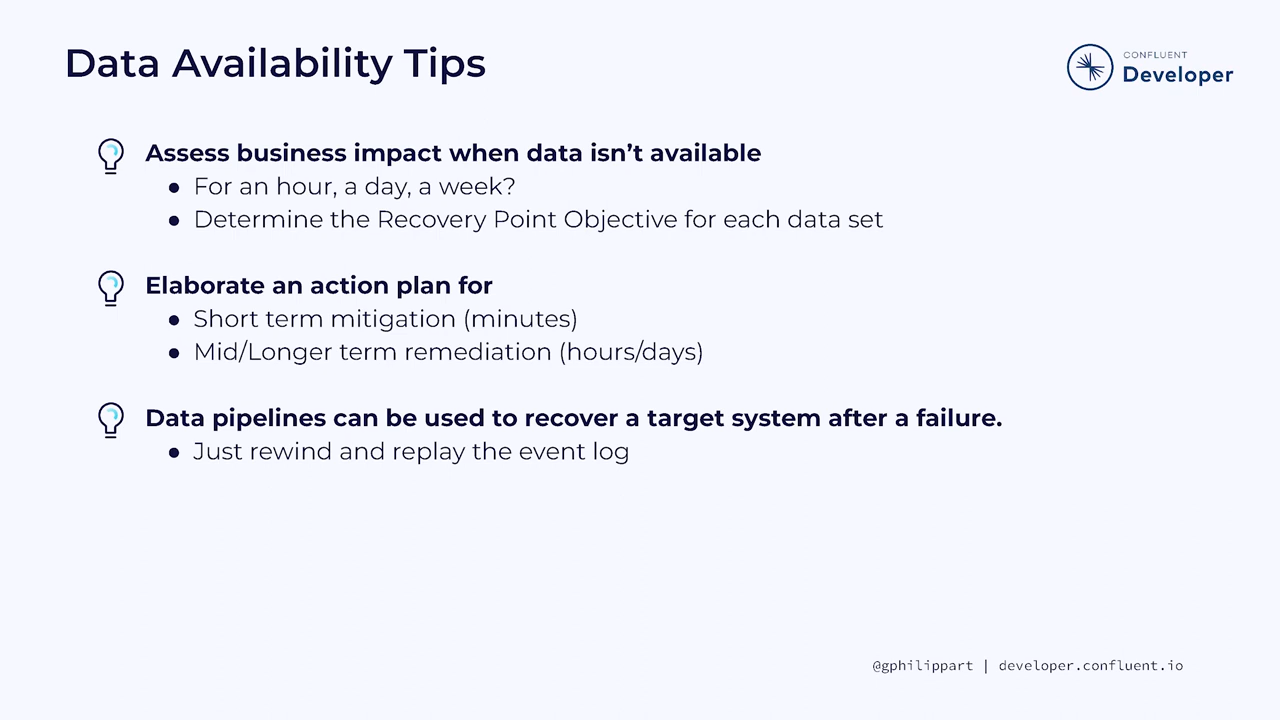 Data Availability Tips
CONFLUENT
Developer
Assess business impact when data isn’t available
● For an hour, a day, a week?
● Determine the Recovery Point Objective for each data set
Elaborate an action plan for
● Short term mitigation (minutes)
● Mid/Longer term remediation (hours/days)
Data pipelines can be used to recover a target system after a failure.
● Just rewind and replay the event log
@gphilippart | developer.confluent.io